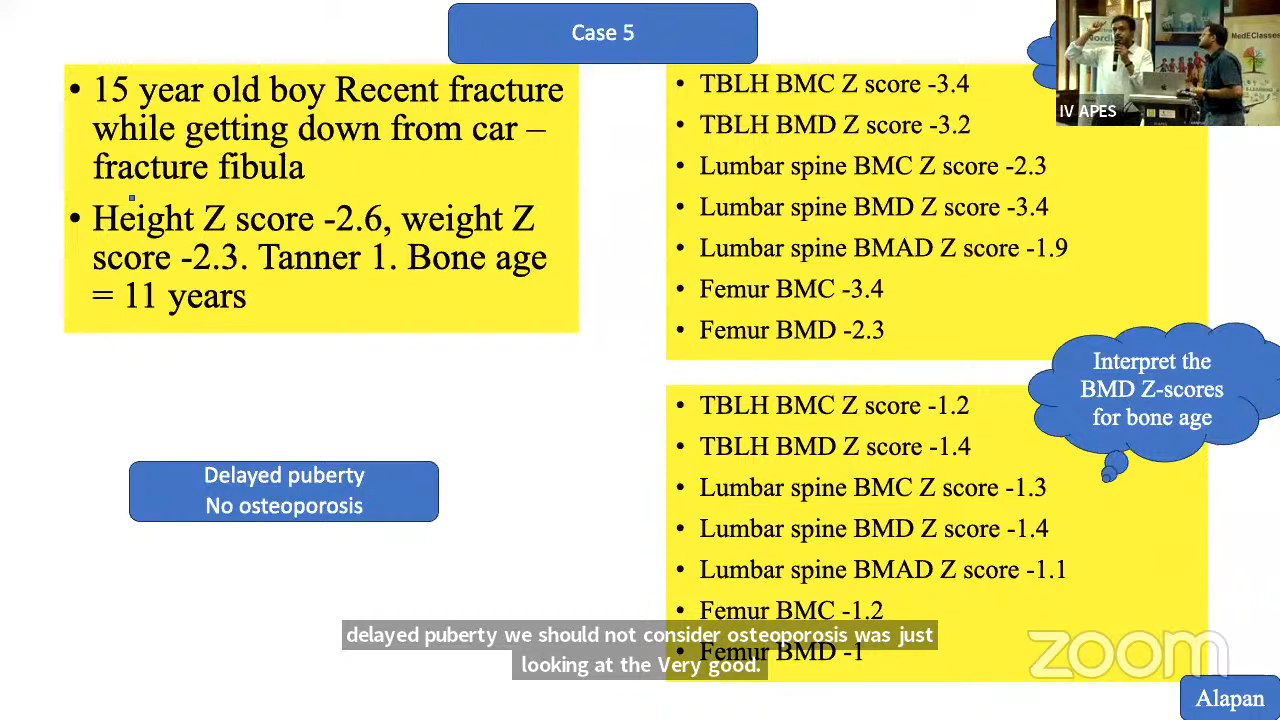 Case 5
• 15 year old boy Recent fracture
while getting down from car –
fracture fibula
• Height Z score -2.6, weight Z
score -2.3. Tanner 1. Bone age
= 11 years
Delayed puberty
No osteoporosis
• TBLH BMC Z score -3.4
• TBLH BMD Z score -3.2
• Lumbar spine BMC Z score -2.3
• Lumbar spine BMD Z score -3.4
• Lumbar spine BMAD Z score -1.9
• Femur BMC -3.4
• Femur BMD -2.3
Interpret the
BMD Z-scores
for bone age
• TBLH BMC Z score -1.2
• TBLH BMD Z score -1.4
• Lumbar spine BMC Z score -1.3
• Lumbar spine BMD Z score -1.4
• Lumbar spine BMAD Z score -1.1
• Femur BMC -1.2
• Femur BMD -1
delayed puberty we should not consider osteoporosis was just
looking at the Very good.
MedEClasses
IV APES
zoom
Alapan